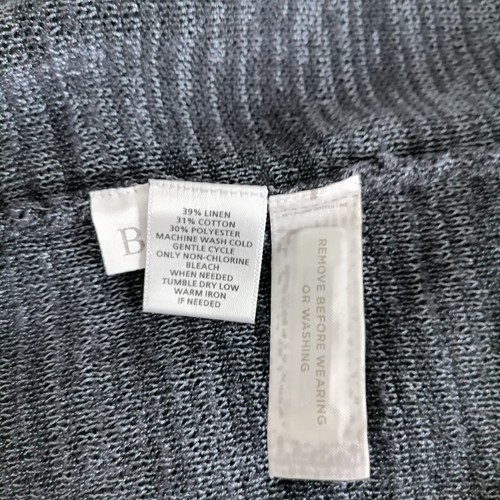 B
39% LINEN
31% COTTON
30% POLYESTER
MACHINE WASH COLD
GENTLE CYCLE
ONLY NON-CHLORINE
BLEACH
WHEN NEEDED
TUMBLE DRY LOW
WARM IRON
IF NEEDED
REMOVE BEFORE WEARING
OR WASHING